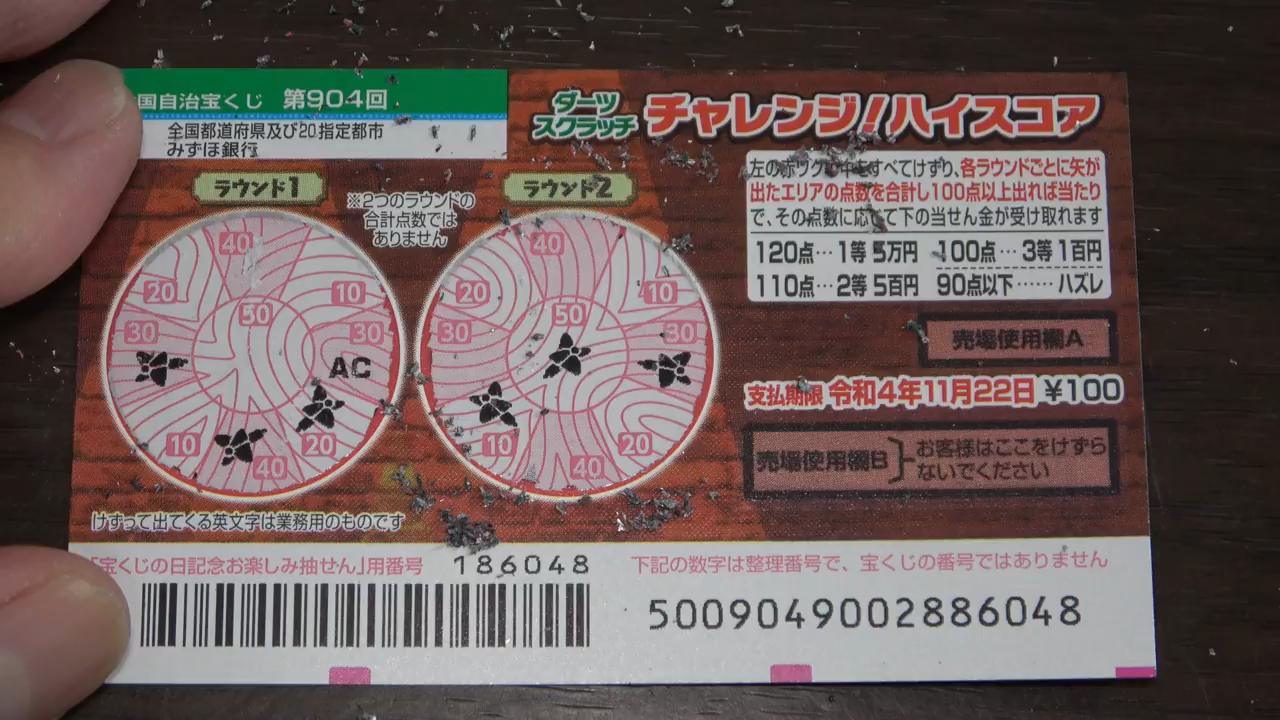 国自治宝くじ 第904回
全国都道府県及び20指定都市
みずほ銀行
ダーツ
スクラッチ
チャレンジ!ハイスコア
ラウンド1
※2つのラウンドの
合計点数では
ありません
ラウンド2
40
20
10
50
30
30
AC
10
20
40
40
20
10
50
30
30
10
20
40
左の赤ワクの中をすべてけずり、各ラウンドごとに矢が
出たエリアの点数を合計し100点以上出れば当たり
で、その点数に応じて下の当せん金が受け取れます
120点…1等 5万円 100点…3等 1百円
110点…2等 5百円 90点以下……ハズレ
売場使用欄A
支払期限 令和4年11月22日 ¥100
売場使用欄B
お客様はここをけずら
ないでください
けずって出てくる英文字は業務用のものです
「宝くじの日記念お楽しみ抽せん」用番号 186048
下記の数字は整理番号で、宝くじの番号ではありません
5009049002886048